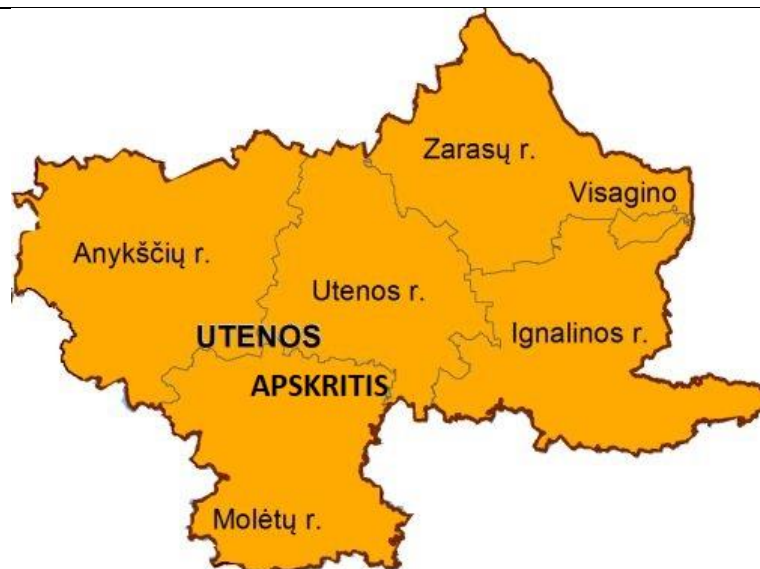 Zarasų r.
Visagino
Anykščių r.
Utenos r.
Ignalinos r.
UTENOS
APSKRITIS
Molėtų r.